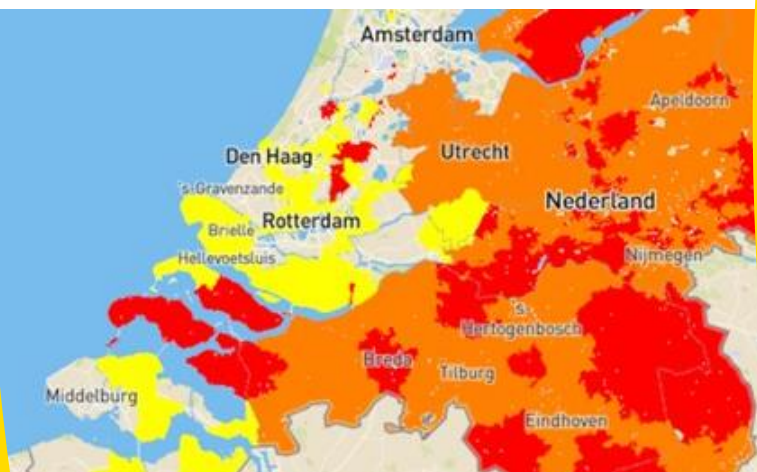 Amsterdam
Apeldoorn
Den Haag
Utrecht
's-Gravenzande
Nederland
Rotterdam
Brielle
Hellevoetsluis
Nijmegen
's-
Hertogenbosch
Breda
Tilburg
Middelburg
Eindhoven